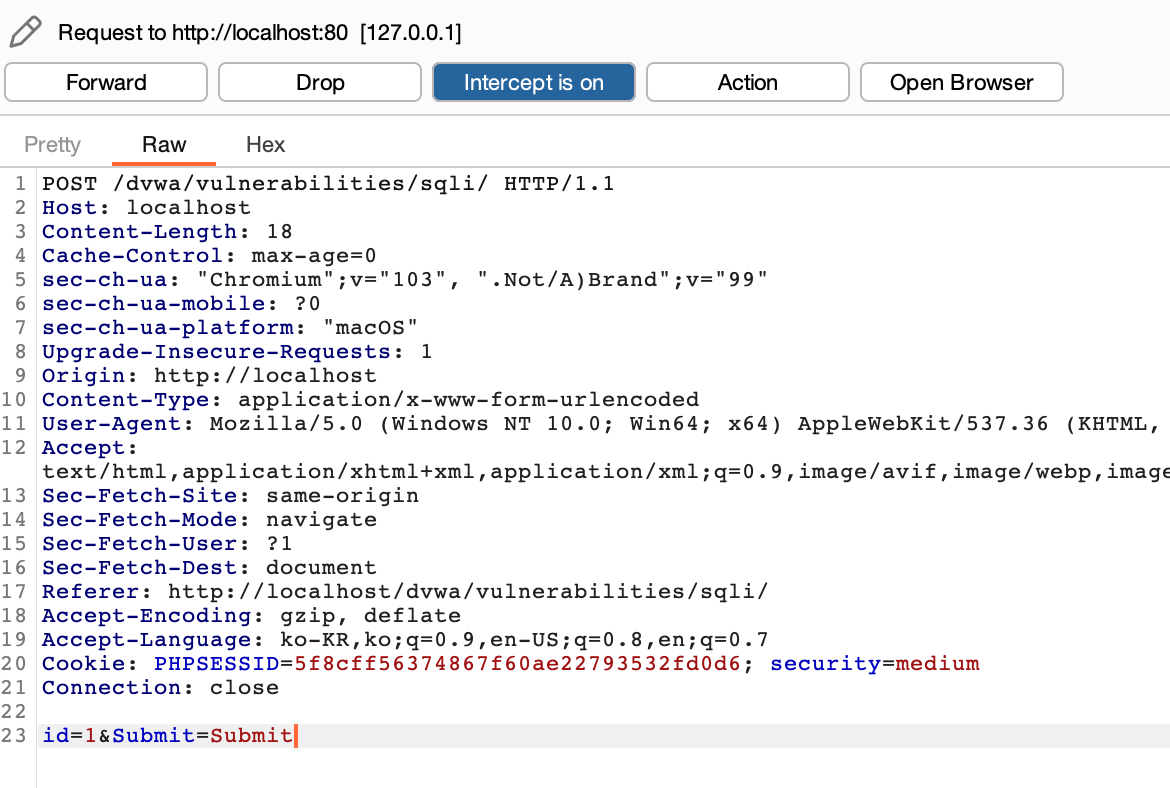 Request to http://localhost:80 [127.0.0.1]
Forward Drop Intercept is on Action Open Browser
Pretty Raw Hex
1 POST /dvwa/vulnerabilities/sqli/ HTTP/1.1
2 Host: localhost
3 Content-Length: 18
4 Cache-Control: max-age=0
5 sec-ch-ua: "Chromium";v="103", ".Not/A)Brand";v="99"
6 sec-ch-ua-mobile: ?0
7 sec-ch-ua-platform: "macOS"
8 Upgrade-Insecure-Requests: 1
9 Origin: http://localhost
10 Content-Type: application/x-www-form-urlencoded
11 User-Agent: Mozilla/5.0 (Windows NT 10.0; Win64; x64) AppleWebKit/537.36 (KHTML,
12 Accept:
text/html,application/xhtml+xml,application/xml;q=0.9,image/avif,image/webp,image
13 Sec-Fetch-Site: same-origin
14 Sec-Fetch-Mode: navigate
15 Sec-Fetch-User: ?1
16 Sec-Fetch-Dest: document
17 Referer: http://localhost/dvwa/vulnerabilities/sqli/
18 Accept-Encoding: gzip, deflate
19 Accept-Language: ko-KR,ko;q=0.9,en-US;q=0.8,en;q=0.7
20 Cookie: PHPSESSID=5f8cff56374867f60ae22793532fd0d6; security=medium
21 Connection: close
22
23 id=1&Submit=Submit